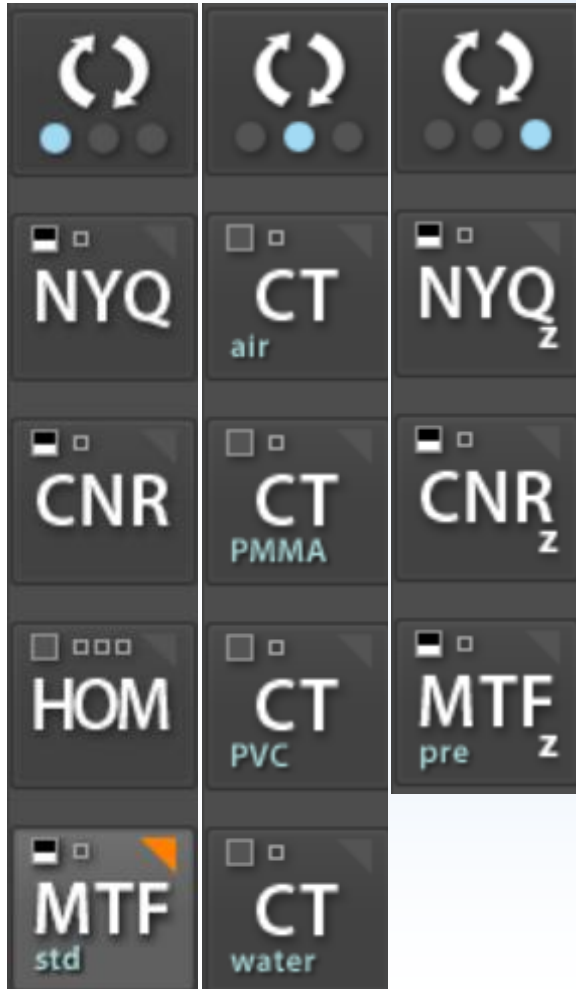 NYQ
CNR
HOM
MTF
std
CT
air
CT
PMMA
CT
PVC
CT
water
NYQ
z
CNR
z
MTF
z
pre